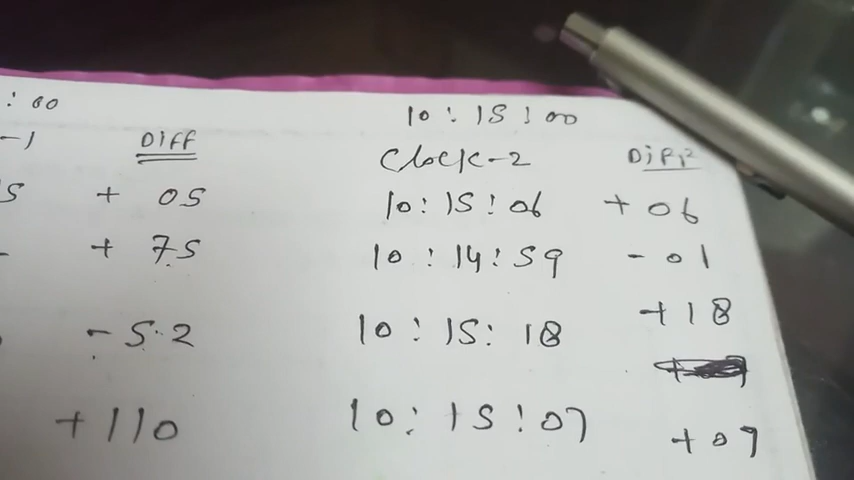 : 00 10 : 15 : 00
-1 DIFF Clock-2 Diff
5 + 05 10: 15 : 06 + 06
+ 75 10 : 14 : 59 - 01
- 5.2 10 : 15: 18 +18
+110 10: 15 : 07 +07